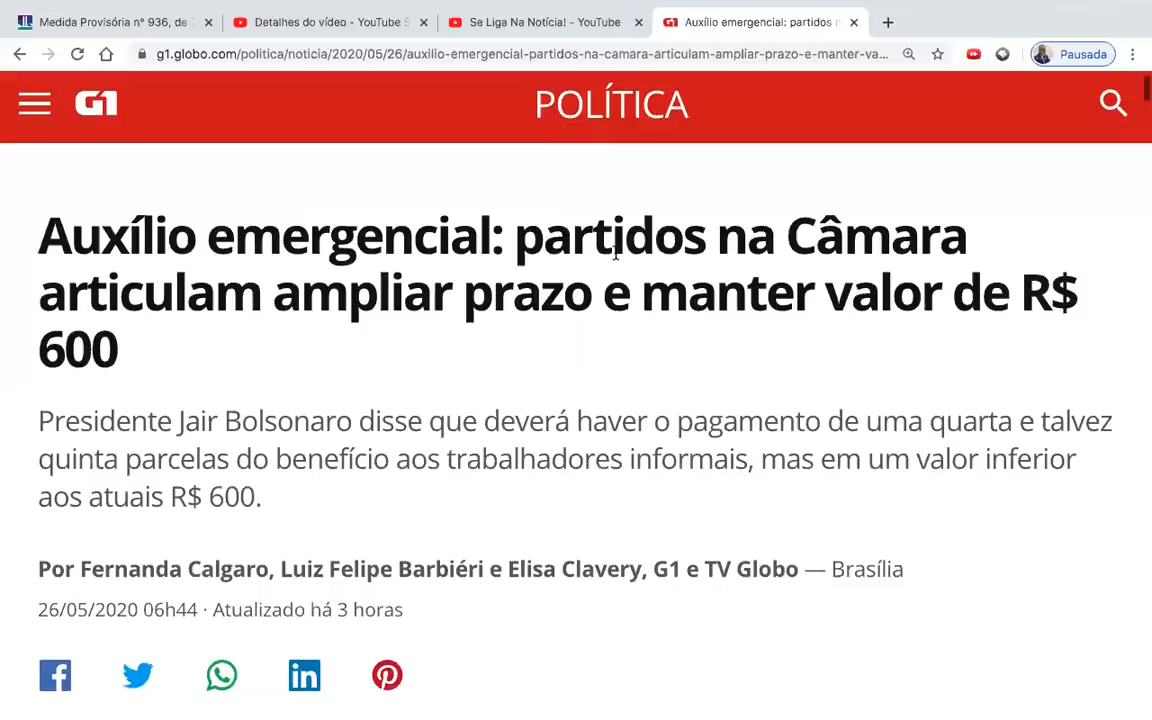 Medida Provisória nº 936, de
Detalhes do vídeo - YouTube S
Se Liga Na Notícia! - YouTube
Auxílio emergencial: partidos n
g1.globo.com/politica/noticia/2020/05/26/auxilio-emergencial-partidos-na-camara-articulam-ampliar-prazo-e-manter-va...
Pausada
G1
POLÍTICA
Auxílio emergencial: partidos na Câmara
articulam ampliar prazo e manter valor de R$
600
Presidente Jair Bolsonaro disse que deverá haver o pagamento de uma quarta e talvez
quinta parcelas do benefício aos trabalhadores informais, mas em um valor inferior
aos atuais R$ 600.
Por Fernanda Calgaro, Luiz Felipe Barbiéri e Elisa Clavery, G1 e TV Globo — Brasília
26/05/2020 06h44 · Atualizado há 3 horas